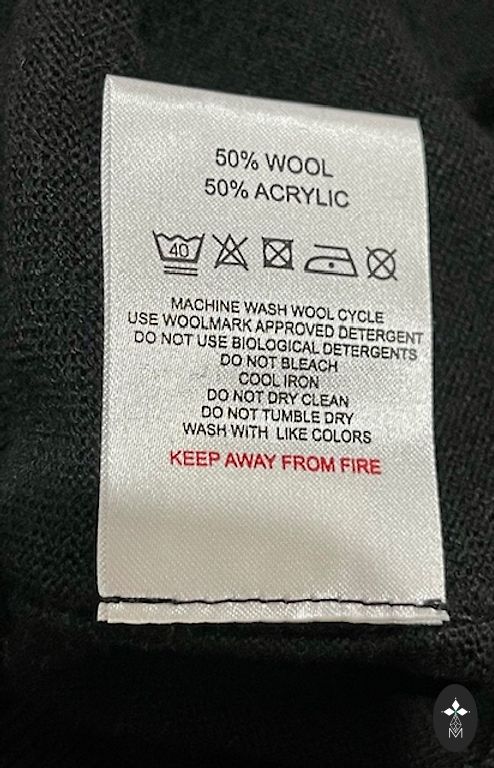 50% WOOL
50% ACRYLIC
40
MACHINE WASH WOOL CYCLE
USE WOOLMARK APPROVED DETERGENT
DO NOT USE BIOLOGICAL DETERGENTS
DO NOT BLEACH
COOL IRON
DO NOT DRY CLEAN
DO NOT TUMBLE DRY
WASH WITH LIKE COLORS
KEEP AWAY FROM FIRE
M